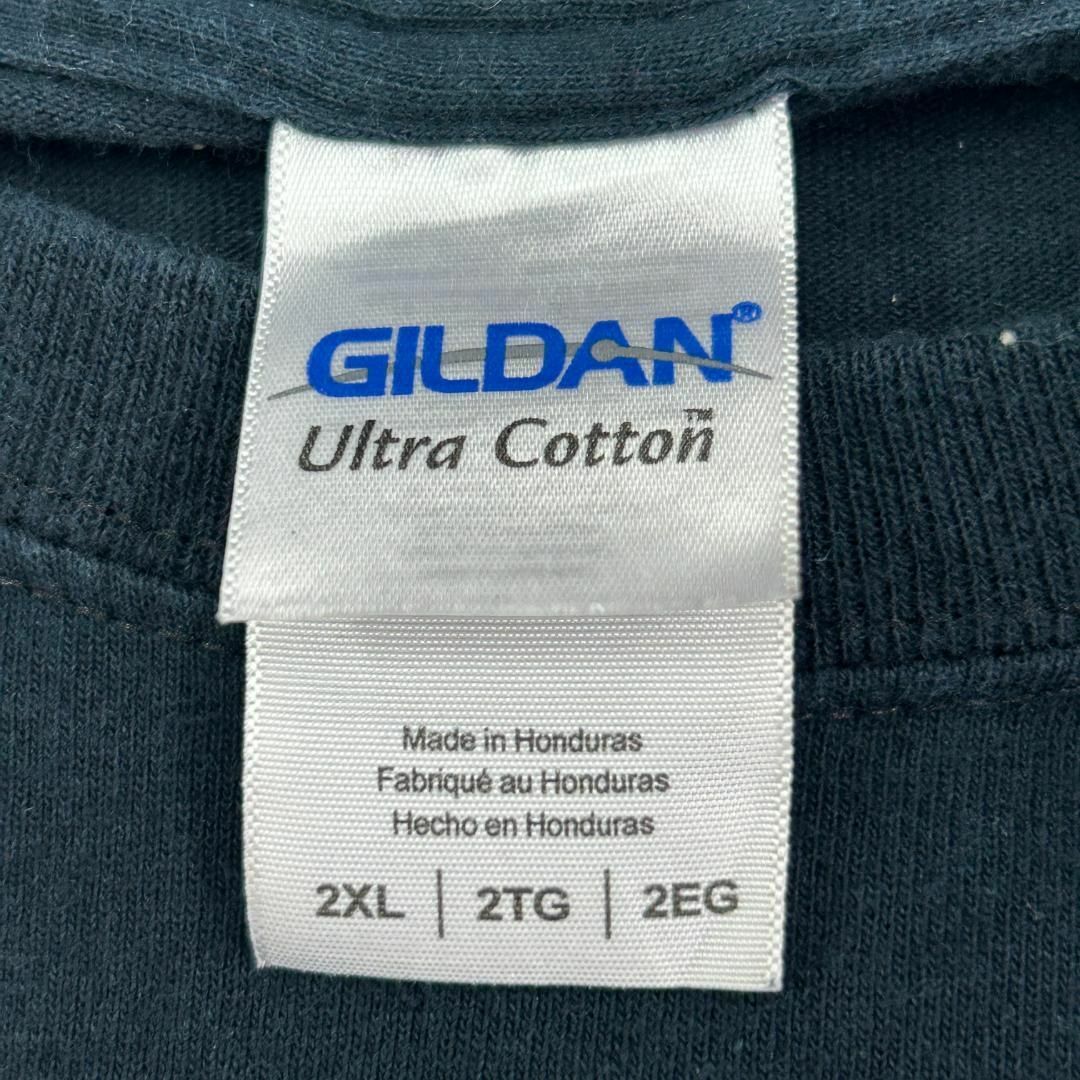 GILDAN®
Ultra Cotton™
Made in Honduras
Fabriqué au Honduras
Hecho en Honduras
2XL | 2TG | 2EG